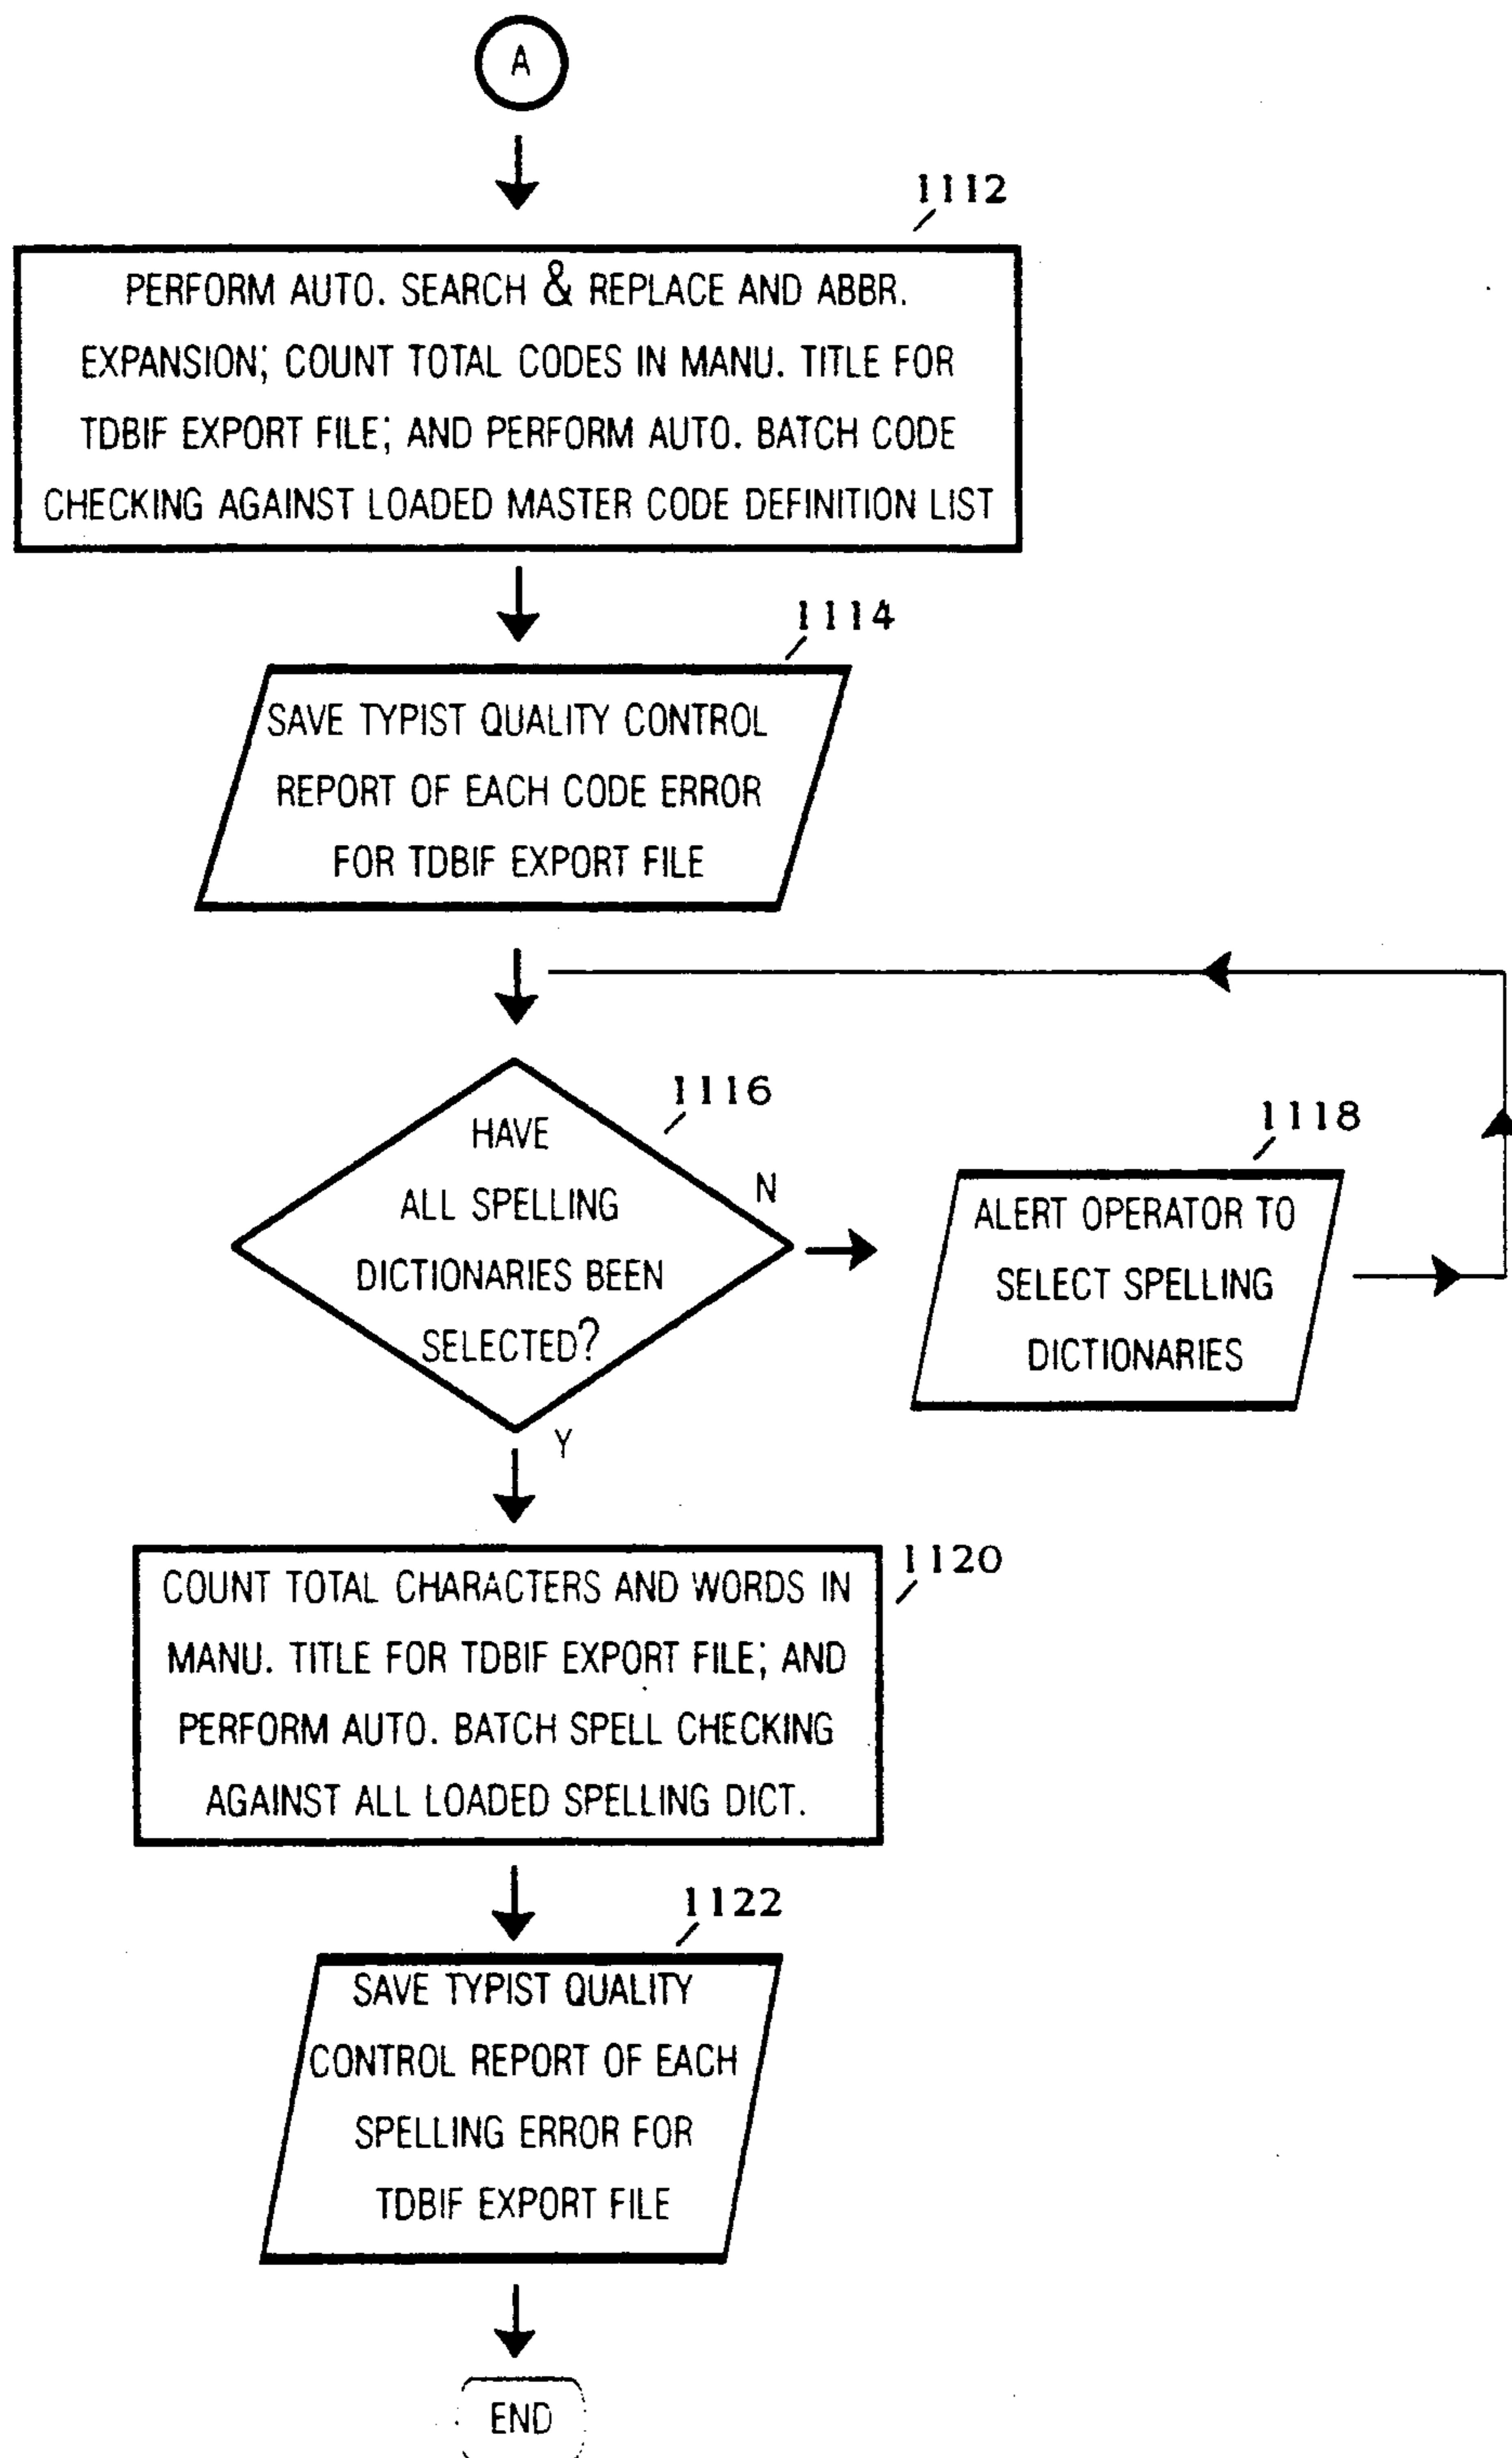 A
1112
PERFORM AUTO. SEARCH & REPLACE AND ABBR.
EXPANSION; COUNT TOTAL CODES IN MANU. TITLE FOR
TDBIF EXPORT FILE; AND PERFORM AUTO. BATCH CODE
CHECKING AGAINST LOADED MASTER CODE DEFINITION LIST
1114
SAVE TYPIST QUALITY CONTROL
REPORT OF EACH CODE ERROR
FOR TDBIF EXPORT FILE
1116
HAVE
ALL SPELLING
DICTIONARIES BEEN
SELECTED?
N
1118
ALERT OPERATOR TO
SELECT SPELLING
DICTIONARIES
Y
1120
COUNT TOTAL CHARACTERS AND WORDS IN
MANU. TITLE FOR TDBIF EXPORT FILE; AND
PERFORM AUTO. BATCH SPELL CHECKING
AGAINST ALL LOADED SPELLING DICT.
1122
SAVE TYPIST QUALITY
CONTROL REPORT OF EACH
SPELLING ERROR FOR
TDBIF EXPORT FILE
END